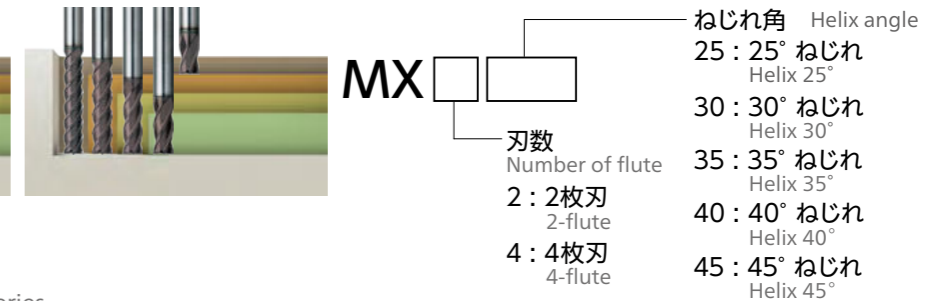 MX
ねじれ角 Helix angle
25 : 25° ねじれ
Helix 25°
30 : 30° ねじれ
Helix 30°
35 : 35° ねじれ
Helix 35°
40 : 40° ねじれ
Helix 40°
45 : 45° ねじれ
Helix 45°
刃数
Number of flute
2 : 2枚刃
2-flute
4 : 4枚刃
4-flute